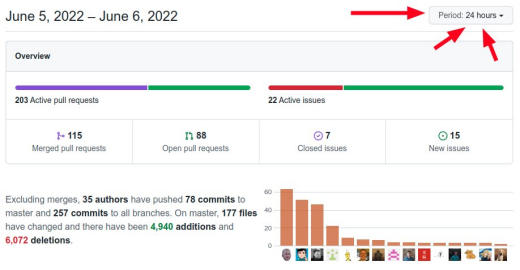 June 5, 2022 – June 6, 2022
Period: 24 hours
Overview
203 Active pull requests
22 Active issues
115
Merged pull requests
88
Open pull requests
7
Closed issues
15
New issues
Excluding merges, 35 authors have pushed 78 commits to
master and 257 commits to all branches. On master, 177 files
have changed and there have been 4,940 additions and
6,072 deletions.
60
40
20
0